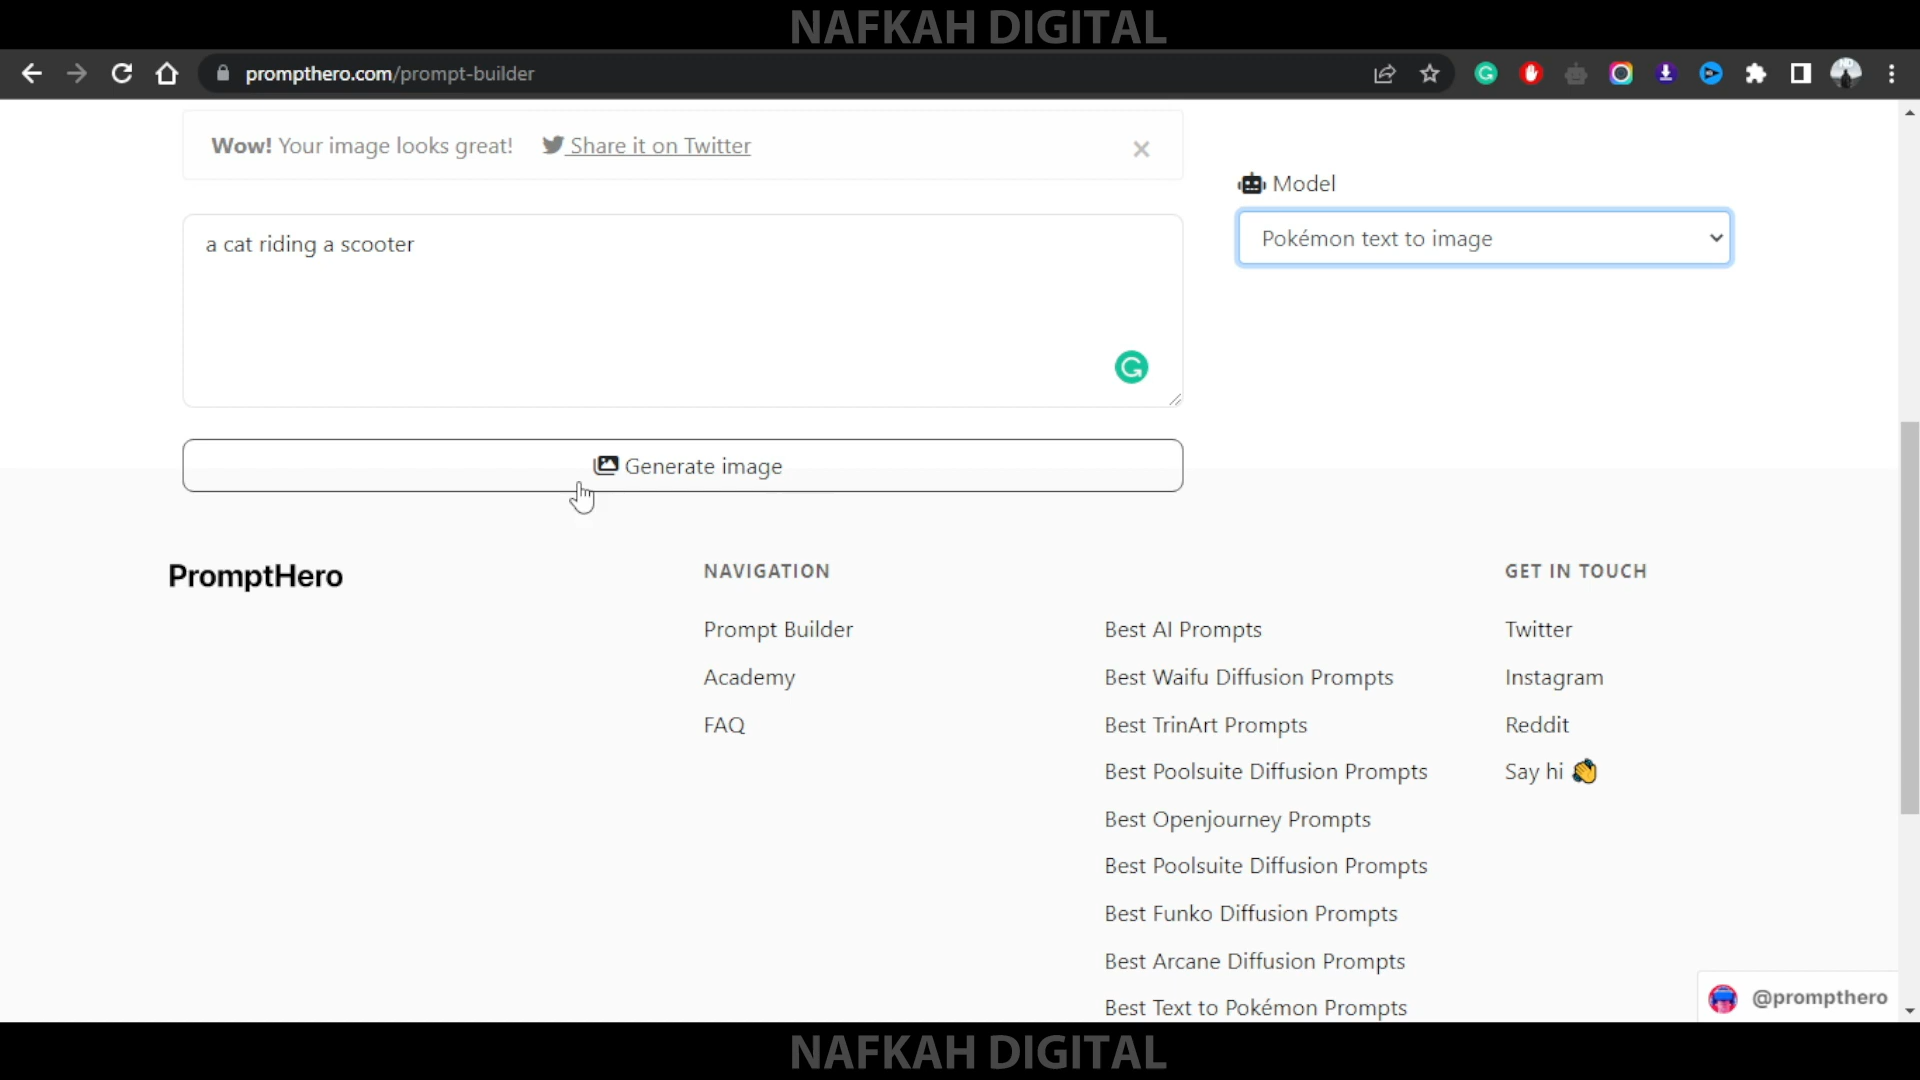 NAFKAH DIGITAL
prompthero.com/prompt-builder
Wow! Your image looks great! Share it on Twitter
Model
a cat riding a scooter
Pokémon text to image
Generate image
PromptHero
NAVIGATION
GET IN TOUCH
Prompt Builder
Best AI Prompts
Twitter
Academy
Best Waifu Diffusion Prompts
Instagram
FAQ
Best TrinArt Prompts
Reddit
Best Poolsuite Diffusion Prompts
Say hi 👏
Best Openjourney Prompts
Best Poolsuite Diffusion Prompts
Best Funko Diffusion Prompts
Best Arcane Diffusion Prompts
@prompthero
Best Text to Pokémon Prompts
NAFKAH DIGITAL